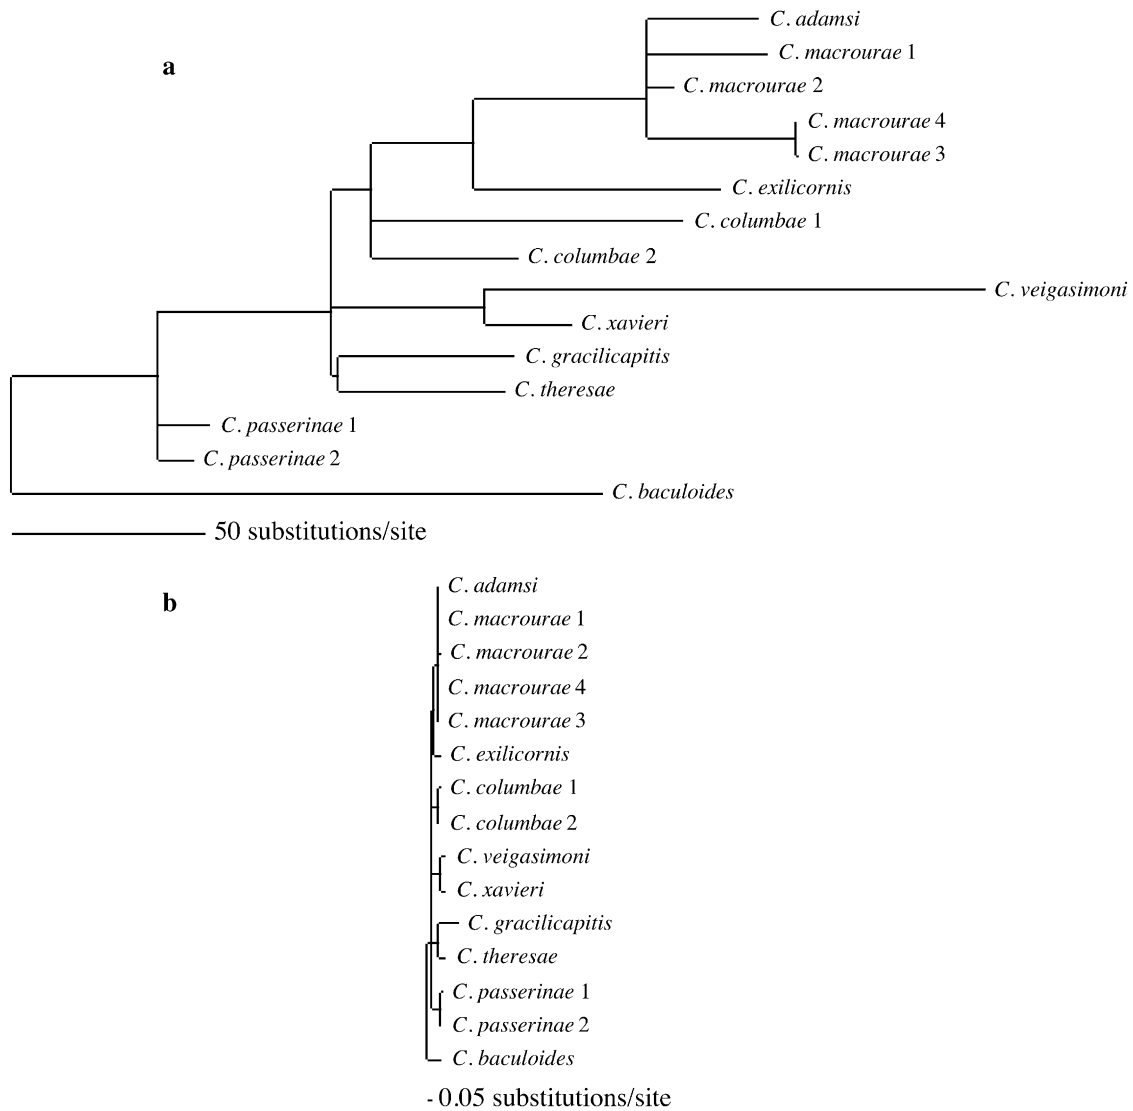 C. adamsi
a
C. macrourae 1
C. macrourae 2
C. macrourae 4
C. macrourae 3
C. exilicornis
C. columbae 1
C. columbae 2
C. veigasimoni
C. xavieri
C. gracilicapitis
C. theresae
C. passerinae 1
C. passerinae 2
C. baculoides
50 substitutions/site
C. adamsi
b
C. macrourae 1
C. macrourae 2
C. macrourae 4
C. macrourae 3
C. exilicornis
C. columbae 1
C. columbae 2
C. veigasimoni
C. xavieri
C. gracilicapitis
C. theresae
C. passerinae 1
C. passerinae 2
C. baculoides
0.05 substitutions/site